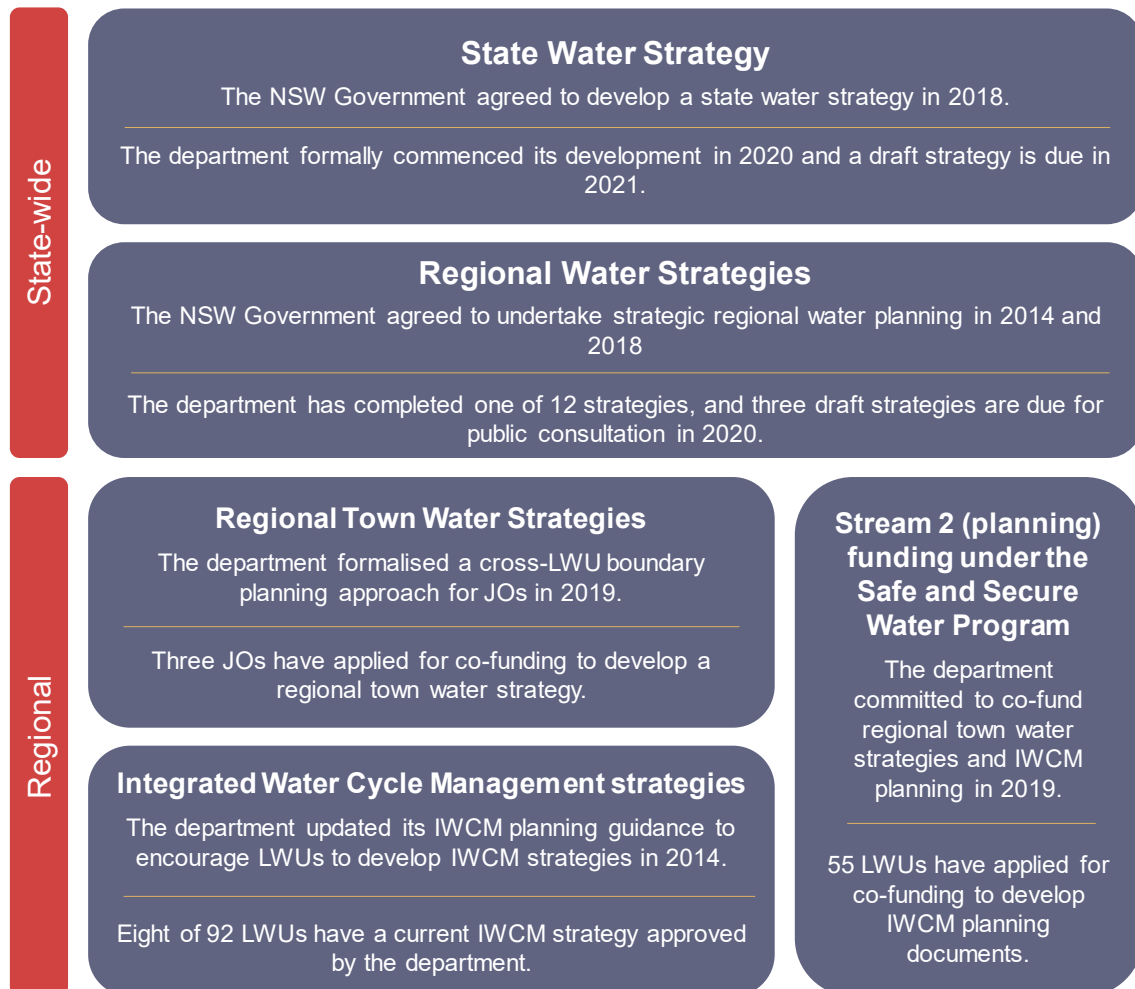 State-wide
State Water Strategy
The NSW Government agreed to develop a state water strategy in 2018.
The department formally commenced its development in 2020 and a draft strategy is due in
2021.
Regional Water Strategies
The NSW Government agreed to undertake strategic regional water planning in 2014 and
2018
The department has completed one of 12 strategies, and three draft strategies are due for
public consultation in 2020.
Regional
Regional Town Water Strategies
The department formalised a cross-LWU boundary
planning approach for JOs in 2019.
Three JOs have applied for co-funding to develop a
regional town water strategy.
Integrated Water Cycle Management strategies
The department updated its IWCM planning guidance to
encourage LWUs to develop IWCM strategies in 2014.
Eight of 92 LWUs have a current IWCM strategy approved
by the department.
Stream 2 (planning)
funding under the
Safe and Secure
Water Program
The department
committed to co-fund
regional town water
strategies and IWCM
planning in 2019.
55 LWUs have applied for
co-funding to develop
IWCM planning
documents.